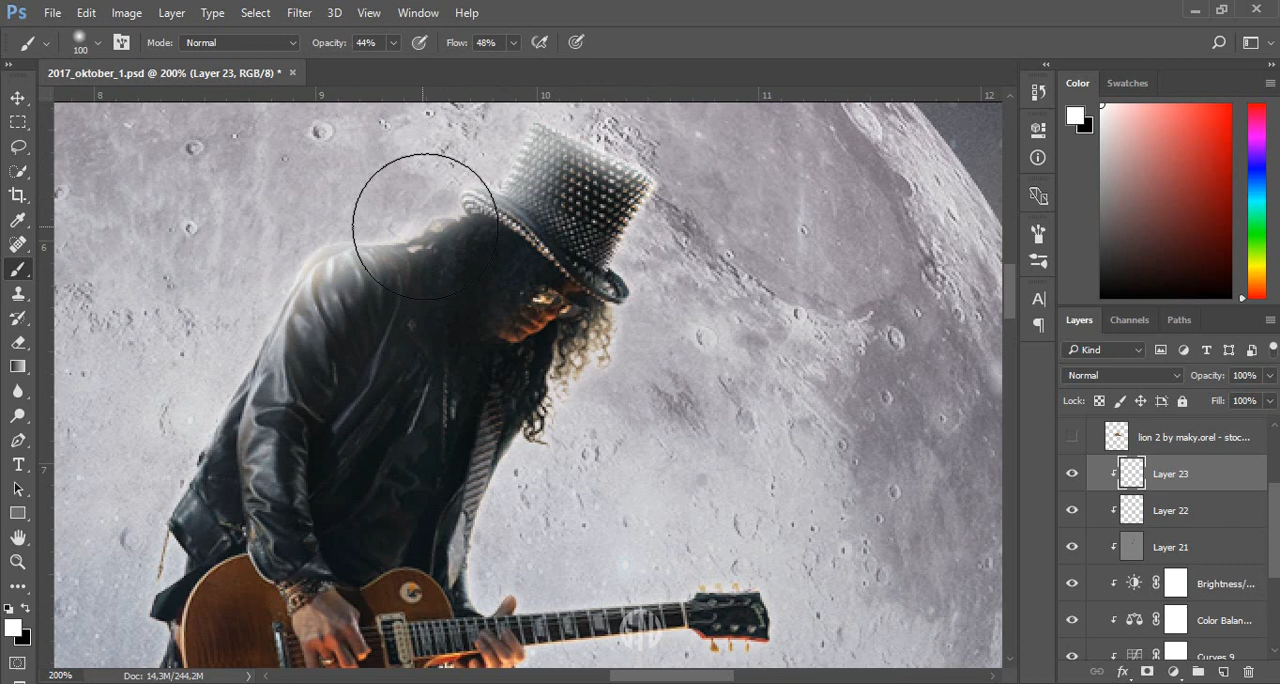 Ps File Edit Image Layer Type Select Filter 3D View Window Help
100 Mode: Normal Opacity: 44% Flow: 48%
2017_oktober_1.psd @ 200% (Layer 23, RGB/8) *
8 9 10 11 12
6
7
Color Swatches
Layers Channels Paths
Kind
Normal Opacity: 100%
Lock: Fill: 100%
lion 2 by maky.orel - stoc...
Layer 23
Layer 22
Layer 21
Brightness/...
Color Balan...
Curves 9
fx
200% Doc: 14,3M/244,2M